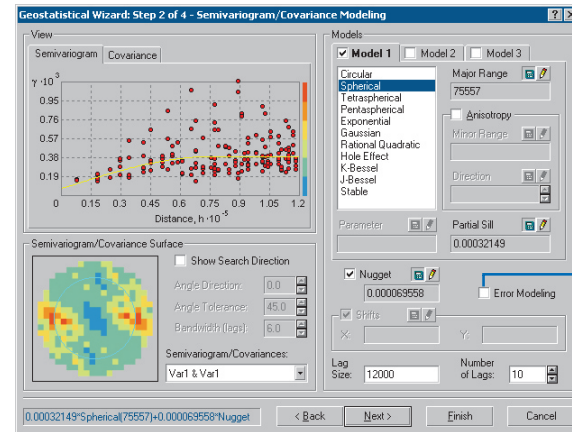 Geostatistical Wizard: Step 2 of 4 - Semivariogram/Covariance Modeling
View
Semivariogram Covariance
γ·10³
0.95
0.76
0.57
0.38
0.19
0 0.15 0.3 0.45 0.6 0.75 0.9 1.05 1.2
Distance, h·10⁻⁵
Semivariogram/Covariance Surface
Show Search Direction
Angle Direction: 0.0
Angle Tolerance: 45.0
Bandwidth (lags): 6.0
Semivariogram/Covariances:
Var1 & Var1
Models
Model 1 Model 2 Model 3
Circular
Spherical
Tetraspherical
Pentaspherical
Exponential
Gaussian
Rational Quadratic
Hole Effect
K-Bessel
J-Bessel
Stable
Major Range
75557
Anisotropy
Minor Range
Direction
Parameter
Partial Sill
0.00032149
Nugget
0.000069558
Error Modeling
Shifts
X: Y:
Lag Size: 12000
Number of Lags: 10
0.00032149*Spherical(75557)+0.000069558*Nugget
< Back Next > Finish Cancel